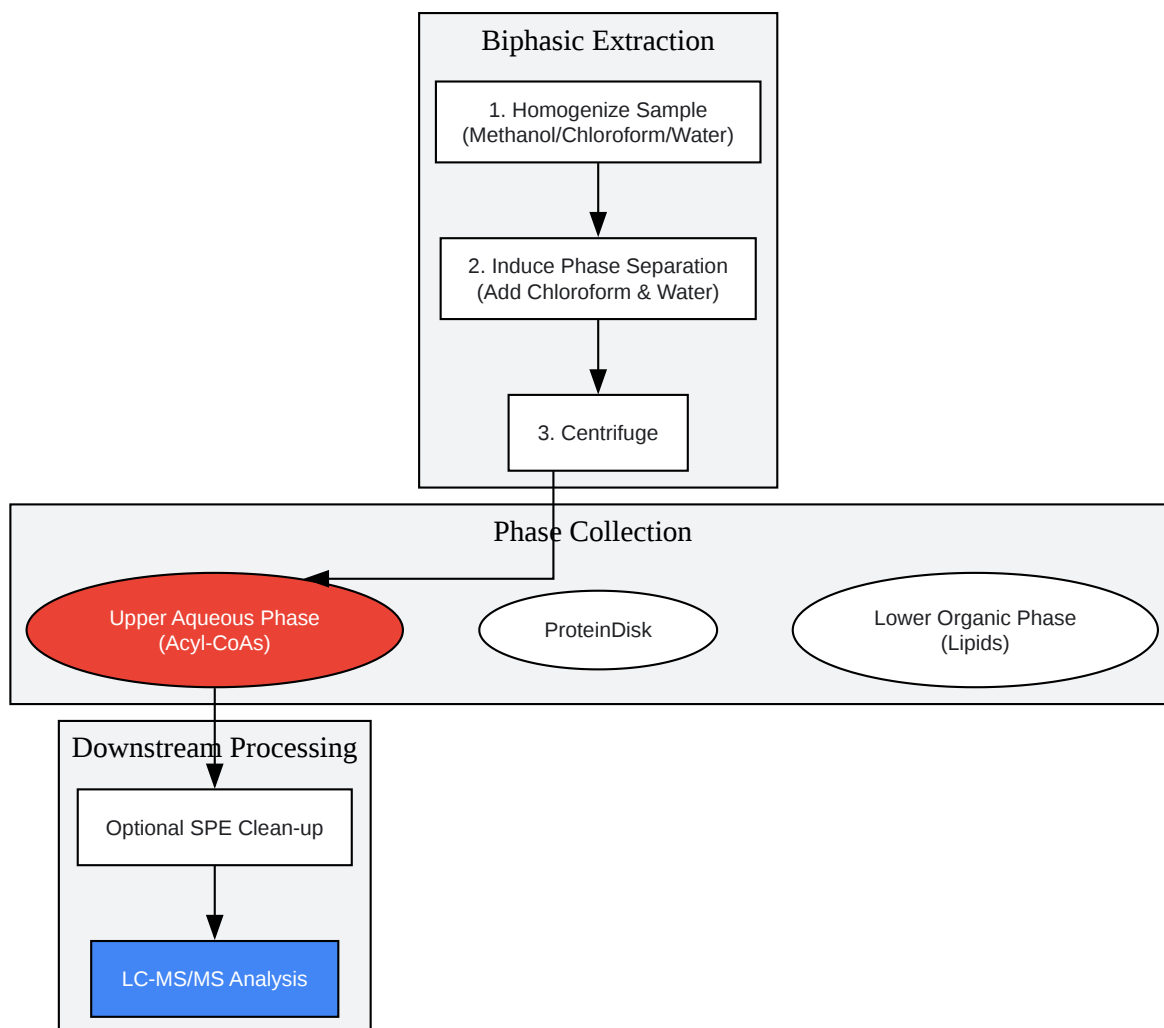 Biphasic Extraction
1. Homogenize Sample
(Methanol/Chloroform/Water)
2. Induce Phase Separation
(Add Chloroform & Water)
3. Centrifuge
Phase Collection
Upper Aqueous Phase
(Acyl-CoAs)
ProteinDisk
Lower Organic Phase
(Lipids)
Downstream Processing
Optional SPE Clean-up
LC-MS/MS Analysis